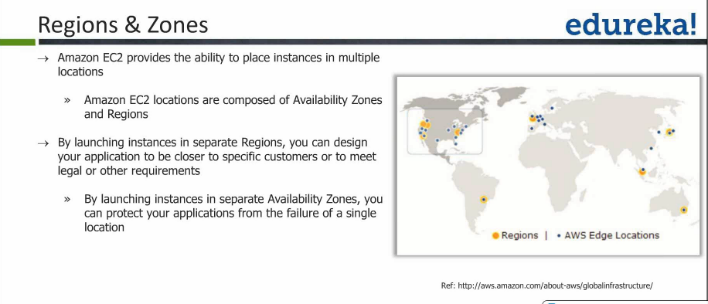 Regions & Zones
edureka!
→ Amazon EC2 provides the ability to place instances in multiple
locations
» Amazon EC2 locations are composed of Availability Zones
and Regions
→ By launching instances in separate Regions, you can design
your application to be closer to specific customers or to meet
legal or other requirements
» By launching instances in separate Availability Zones, you
can protect your applications from the failure of a single
location
Regions | • AWS Edge Locations
Ref: http://aws.amazon.com/about-aws/globalinfrastructure/